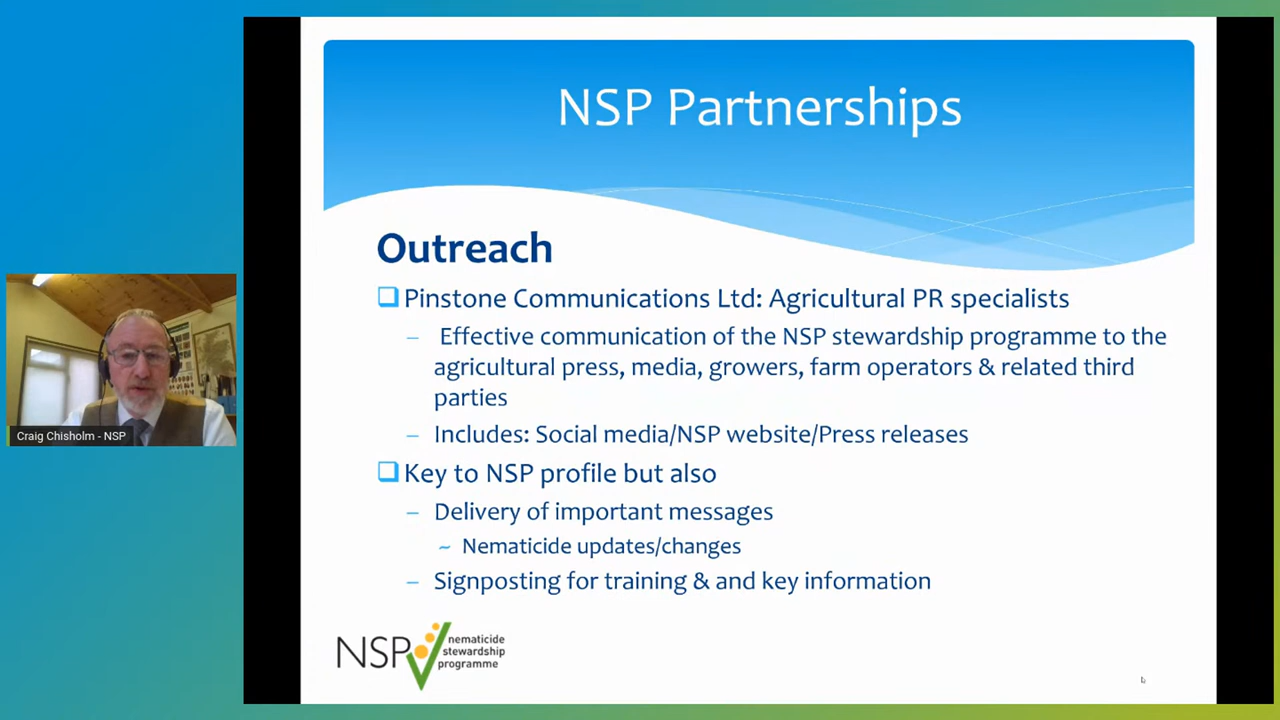 NSP Partnerships
Outreach
Pinstone Communications Ltd: Agricultural PR specialists
– Effective communication of the NSP stewardship programme to the
agricultural press, media, growers, farm operators & related third
parties
– Includes: Social media/NSP website/Press releases
Key to NSP profile but also
– Delivery of important messages
~ Nematicide updates/changes
– Signposting for training & and key information
Craig Chisholm - NSP
NSP
nematicide
stewardship
programme